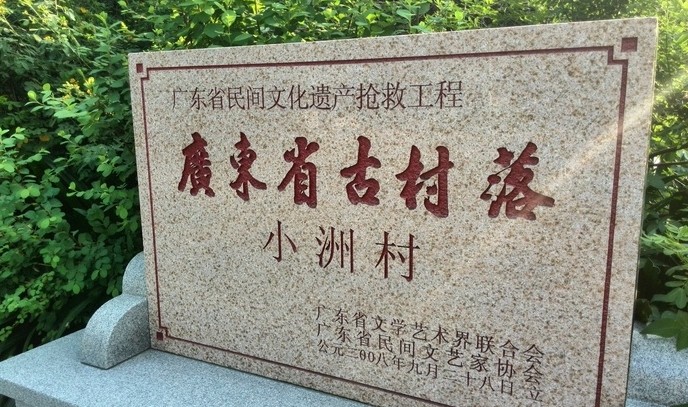 广东省民间文化遗产抢救工程
廣東省古村落
小洲村
广东省文学艺术界联合会
广东省民间文艺家协会立
公元二00八年九月二十八日